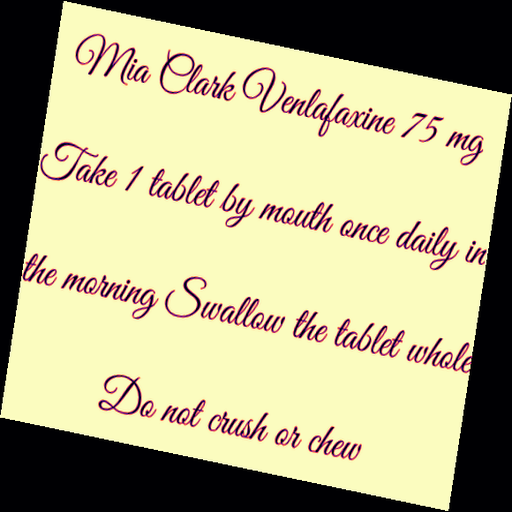 Mia Clark Venlafaxine 75 mg
Take 1 tablet by mouth once daily in
the morning Swallow the tablet whole
Do not crush or chew